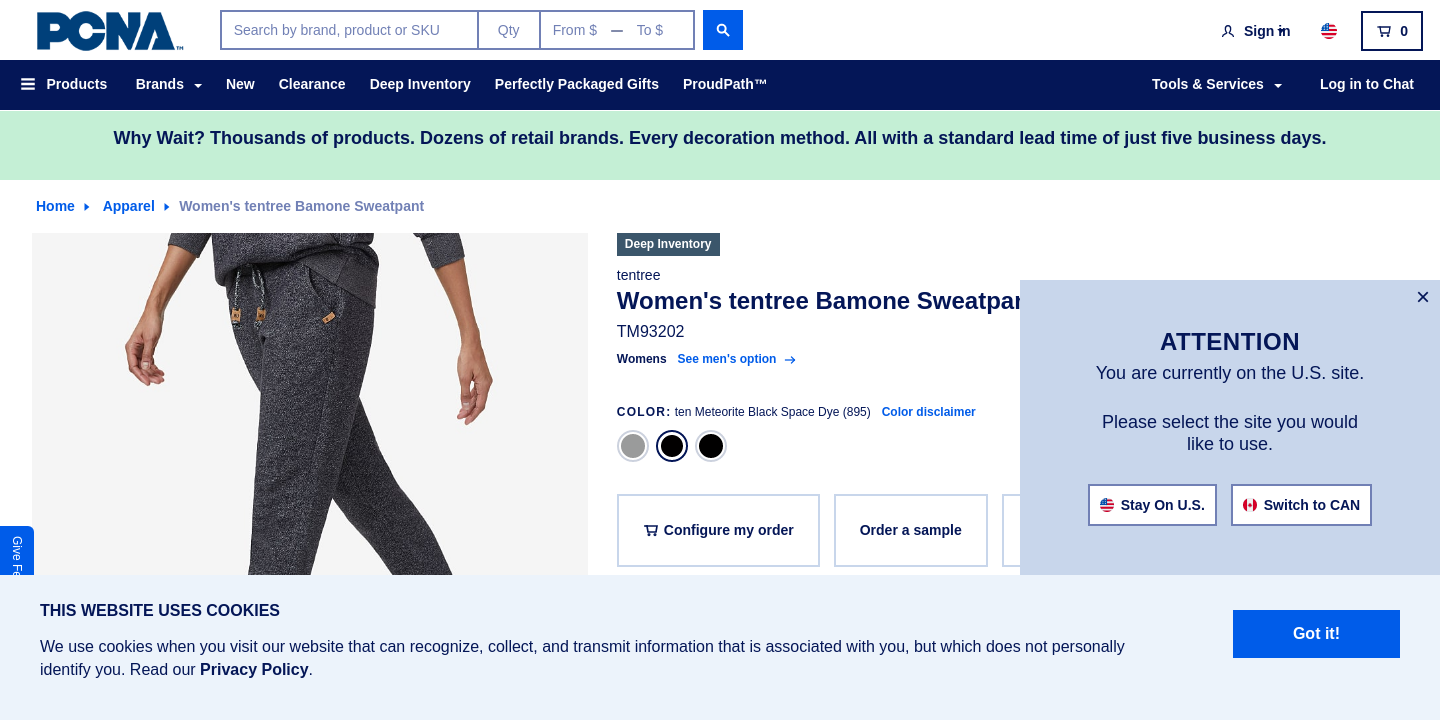 PCNA™
Search by brand, product or SKU
Qty
From $ — To $
Sign in
0
Products
Brands
New
Clearance
Deep Inventory
Perfectly Packaged Gifts
ProudPath™
Tools & Services
Log in to Chat
Why Wait? Thousands of products. Dozens of retail brands. Every decoration method. All with a standard lead time of just five business days.
Home
Apparel
Women's tentree Bamone Sweatpant
Deep Inventory
tentree
Women's tentree Bamone
TM93202
Womens See men's option
COLOR: ten Meteorite Black Space Dye (895) Color disclaimer
Configure my order
Order a sample
×
ATTENTION
You are currently on the U.S. site.
Please select the site you would
like to use.
Stay On U.S.
Switch to CAN
Give
THIS WEBSITE USES COOKIES
We use cookies when you visit our website that can recognize, collect, and transmit information that is associated with you, but which does not personally
identify you. Read our Privacy Policy.
Got it!